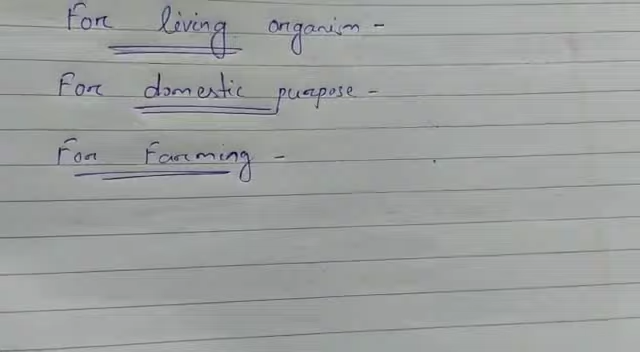 For living organism -
For domestic purpose -
For Farming -